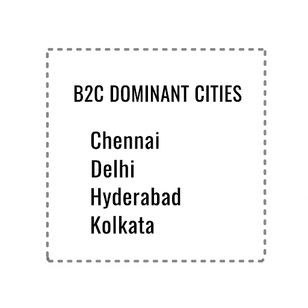 B2C DOMINANT CITIES
Chennai
Delhi
Hyderabad
Kolkata